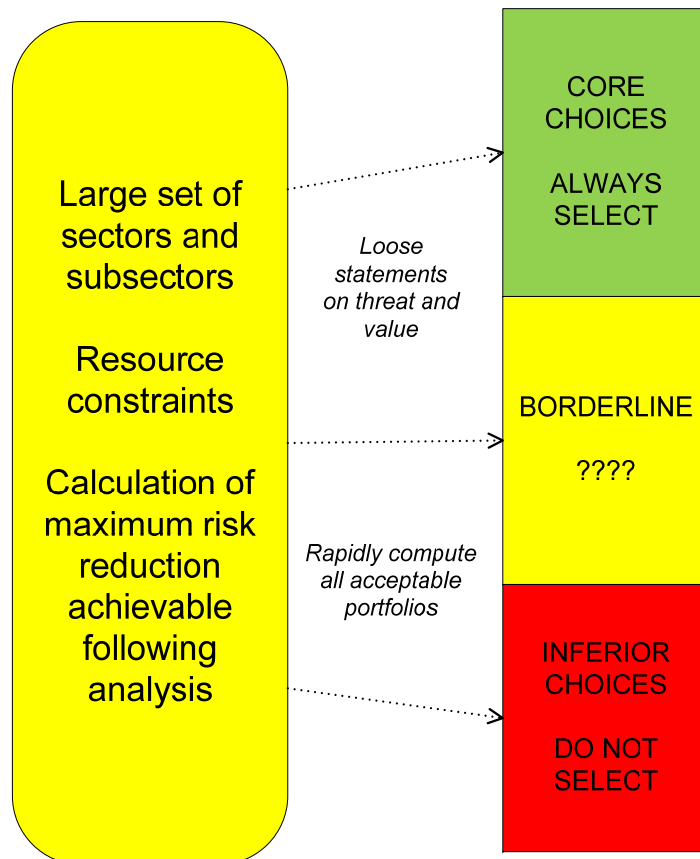 Large set of
sectors and
subsectors
Resource
constraints
Calculation of
maximum risk
reduction
achievable
following
analysis
Loose
statements
on threat and
value
Rapidly compute
all acceptable
portfolios
CORE
CHOICES
ALWAYS
SELECT
BORDERLINE
????
INFERIOR
CHOICES
DO NOT
SELECT